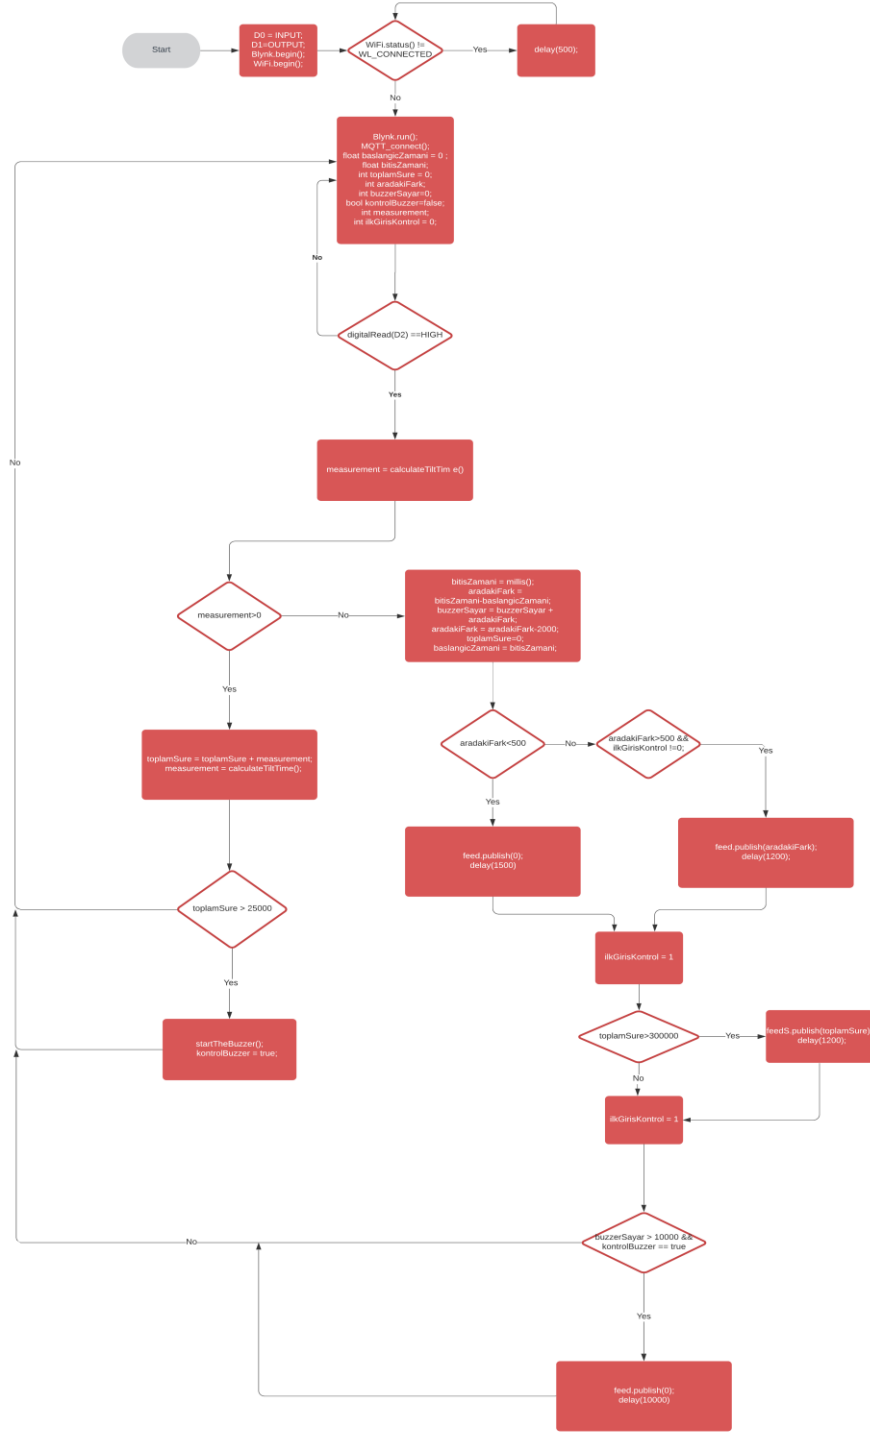 Start
D0 = INPUT;
D1=OUTPUT;
Blynk.begin();
WiFi.begin();
WiFi.status() !=
WL_CONNECTED
Yes
delay(500);
No
Blynk.run();
MQTT_connect();
float baslangicZamani = 0 ;
float bitisZamani;
int toplamSure = 0;
int aradakiFark;
int buzzerSayar=0;
bool kontrolBuzzer=false;
int measurement;
int ilkGirisKontrol = 0;
No
digitalRead(D2) ==HIGH
Yes
No
measurement = calculateTiltTim e()
measurement>0
No
bitisZamani = millis();
aradakiFark =
bitisZamani-baslangicZamani;
buzzerSayar = buzzerSayar +
aradakiFark;
aradakiFark = aradakiFark-2000;
toplamSure=0;
baslangicZamani = bitisZamani;
Yes
aradakiFark<500
No
aradakiFark>500 &&
ilkGirisKontrol !=0;
Yes
toplamSure = toplamSure + measurement;
measurement = calculateTiltTime();
Yes
feed.publish(0);
delay(1500)
feed.publish(aradakiFark);
delay(1200);
toplamSure > 25000
Yes
ilkGirisKontrol = 1
startTheBuzzer();
kontrolBuzzer = true;
toplamSure>300000
Yes
feedS.publish(toplamSure)
delay(1200);
No
ilkGirisKontrol = 1
buzzerSayar > 10000 &&
kontrolBuzzer == true
No
Yes
feed.publish(0);
delay(10000)